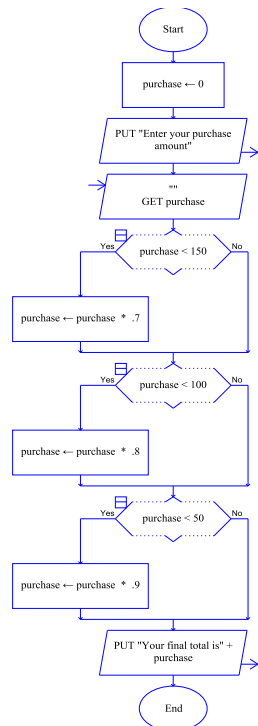 Start
purchase ← 0
PUT "Enter your purchase
amount"
""
GET purchase
Yes
purchase < 150
No
purchase ← purchase * .7
Yes
purchase < 100
No
purchase ← purchase * .8
Yes
purchase < 50
No
purchase ← purchase * .9
PUT "Your final total is" +
purchase
End